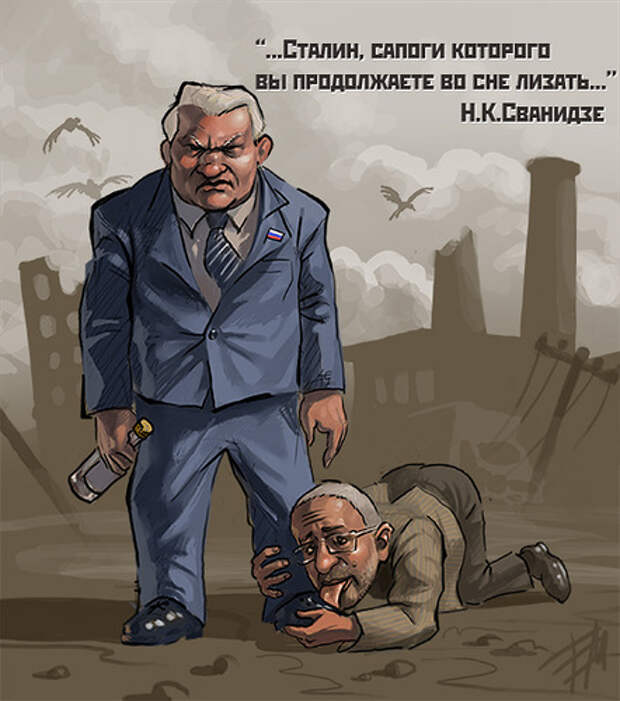 “...Сталин, сапоги которого
вы продолжаете во сне лизать...”
Н.К.Сванидзе